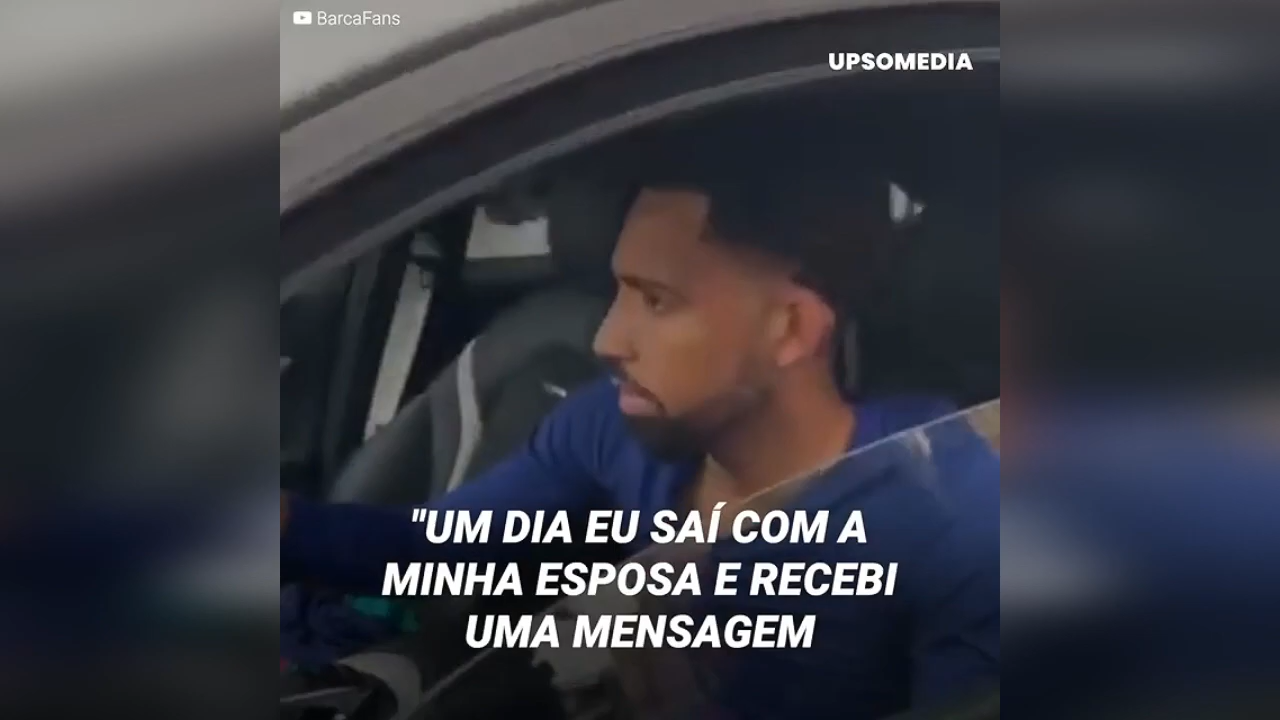 BarcaFans
UPSOMEDIA
"UM DIA EU SAÍ COM A
MINHA ESPOSA E RECEBI
UMA MENSAGEM